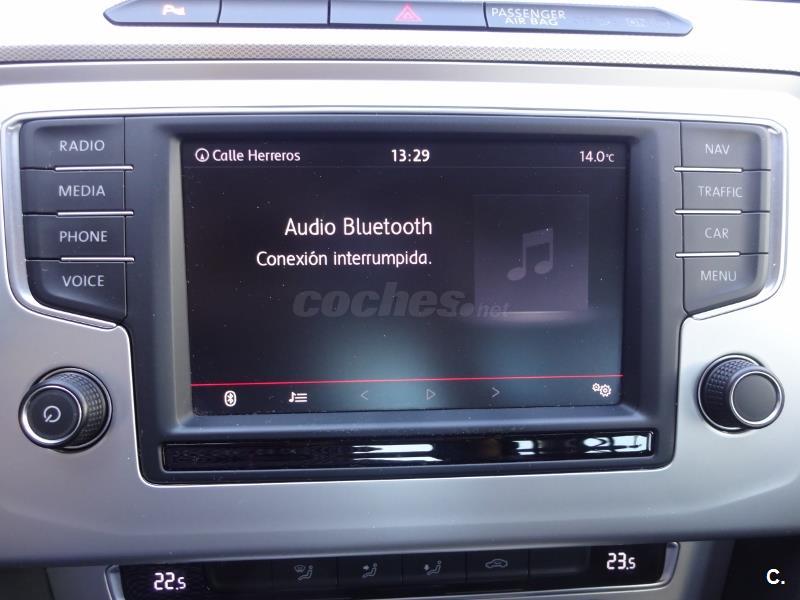 PASSENGER
AIR BAG
RADIO
MEDIA
PHONE
VOICE
Calle Herreros 13:29 14.0°C
Audio Bluetooth
Conexión interrumpida.
coches.net
NAV
TRAFFIC
CAR
MENU
22.5
23.5
C.